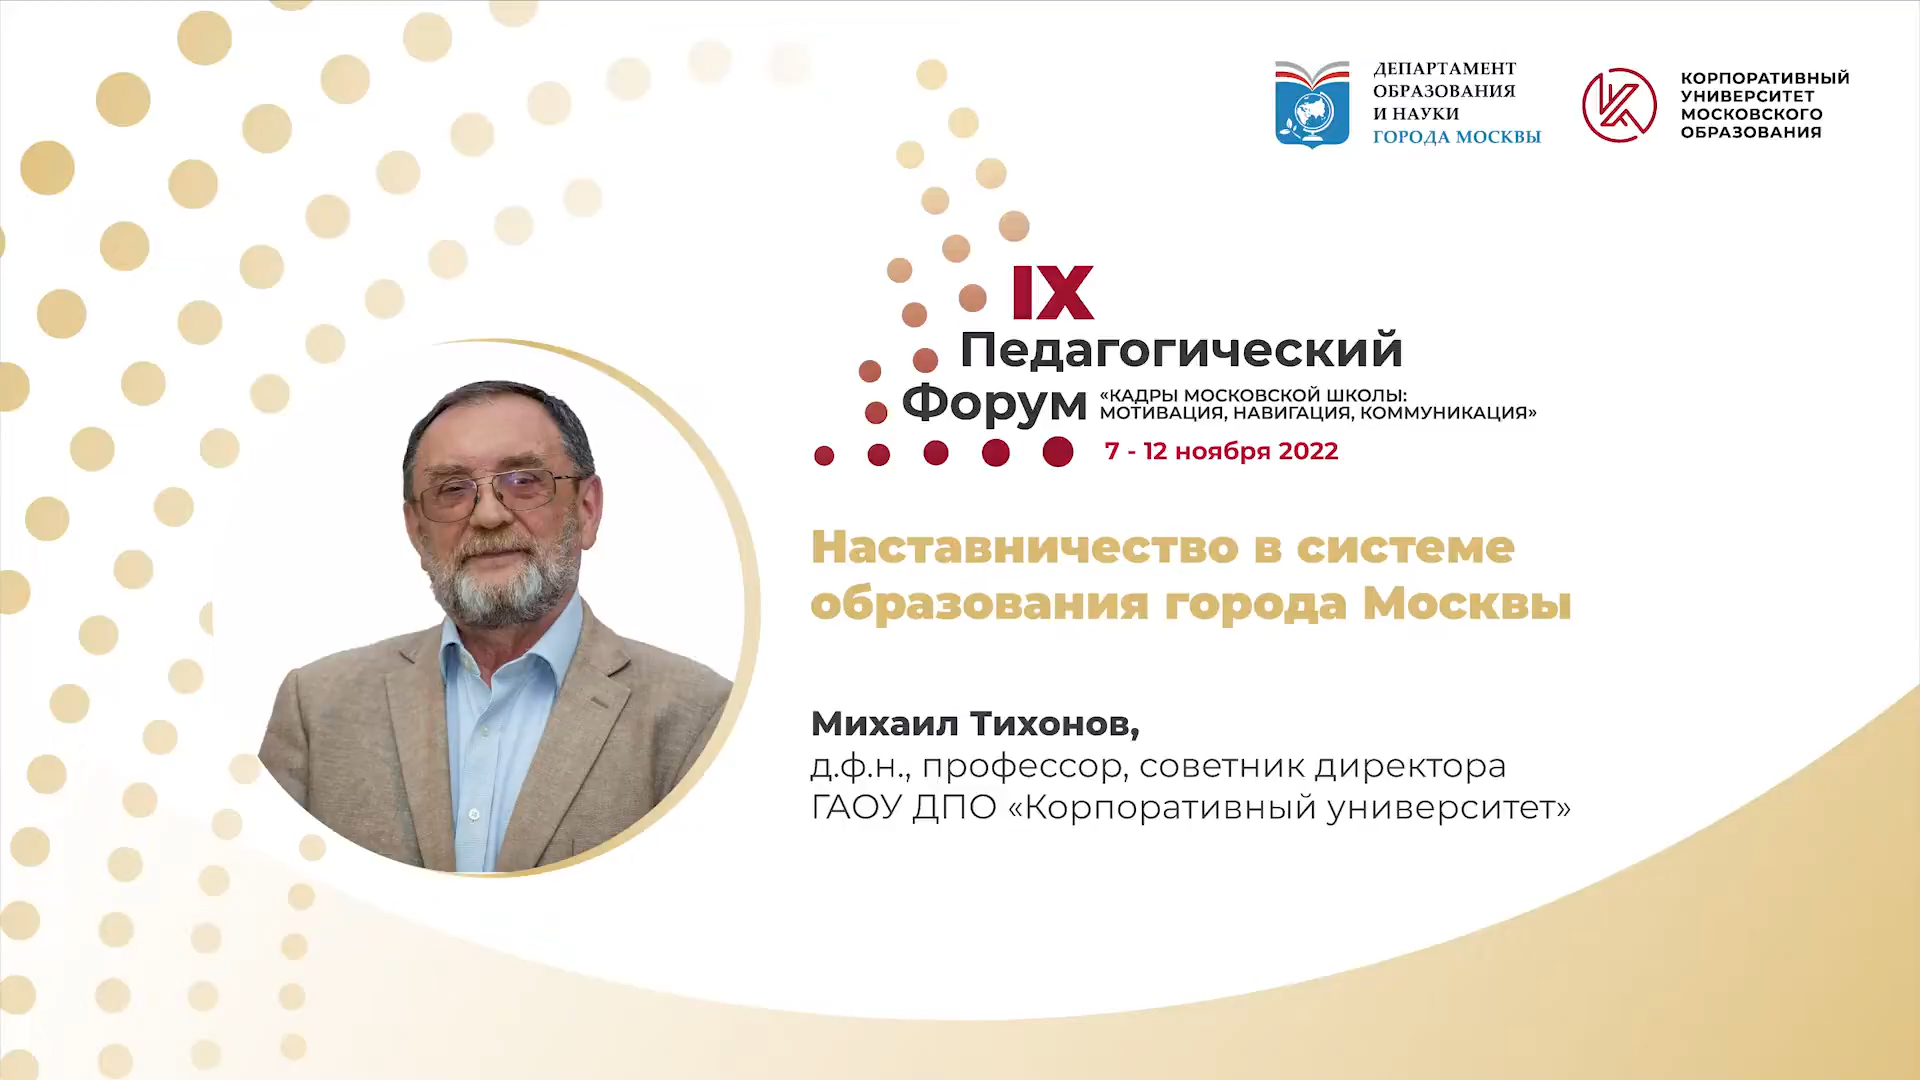 ДЕПАРТАМЕНТ
ОБРАЗОВАНИЯ
И НАУКИ
ГОРОДА МОСКВЫ
КОРПОРАТИВНЫЙ
УНИВЕРСИТЕТ
МОСКОВСКОГО
ОБРАЗОВАНИЯ
IX
Педагогический
Форум
«КАДРЫ МОСКОВСКОЙ ШКОЛЫ:
МОТИВАЦИЯ, НАВИГАЦИЯ, КОММУНИКАЦИЯ»
7 - 12 ноября 2022
Наставничество в системе
образования города Москвы
Михаил Тихонов,
д.ф.н., профессор, советник директора
ГАОУ ДПО «Корпоративный университет»